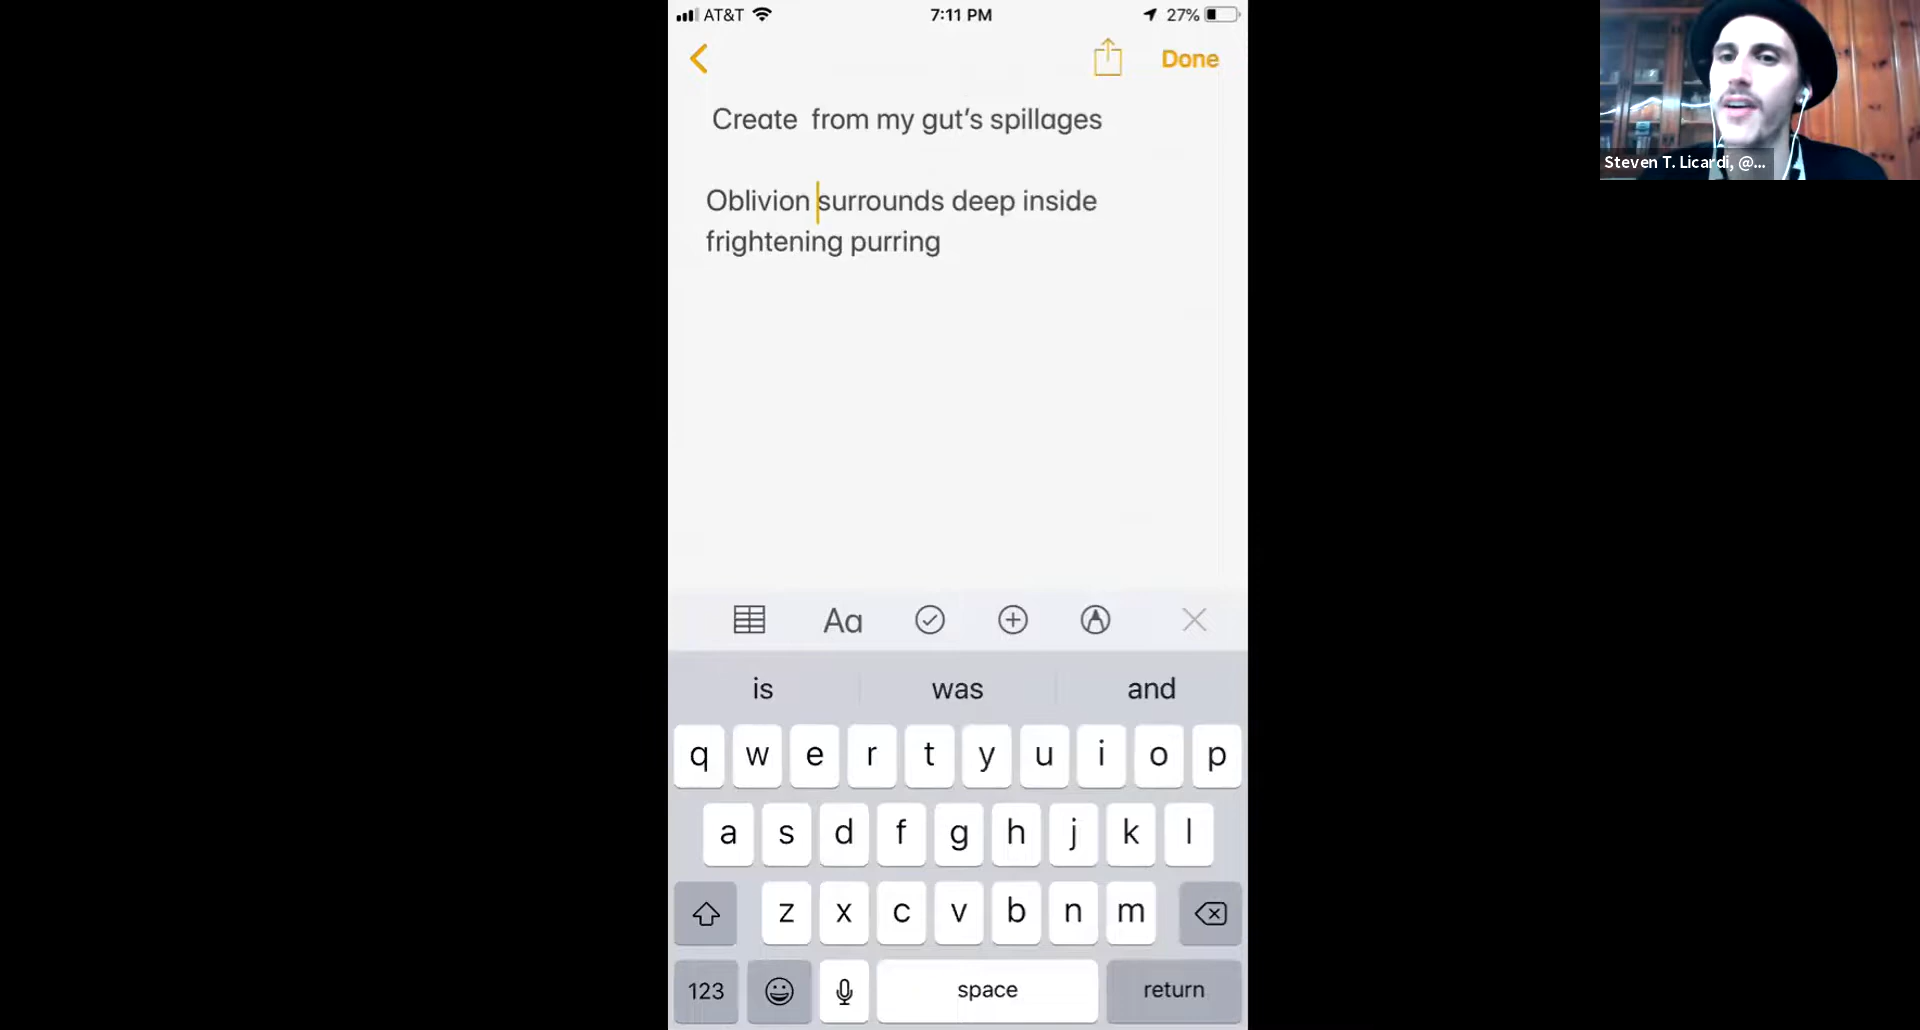 AT&T 7:11 PM 27%
Done
Create  from my gut's spillages
Oblivion surrounds deep inside
frightening purring
Aa
is was and
q w e r t y u i o p
a s d f g h j k l
z x c v b n m
123 space return
Steven T. Licardi, @...